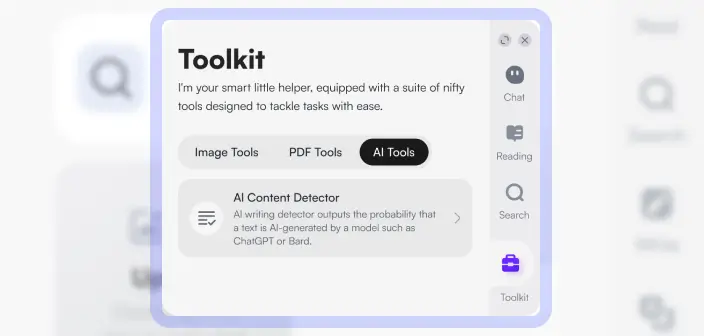 Toolkit
I'm your smart little helper, equipped with a suite of nifty
tools designed to tackle tasks with ease.
Image Tools PDF Tools AI Tools
AI Content Detector
AI writing detector outputs the probability that
a text is AI-generated by a model such as
ChatGPT or Bard.
Chat
Reading
Search
Toolkit